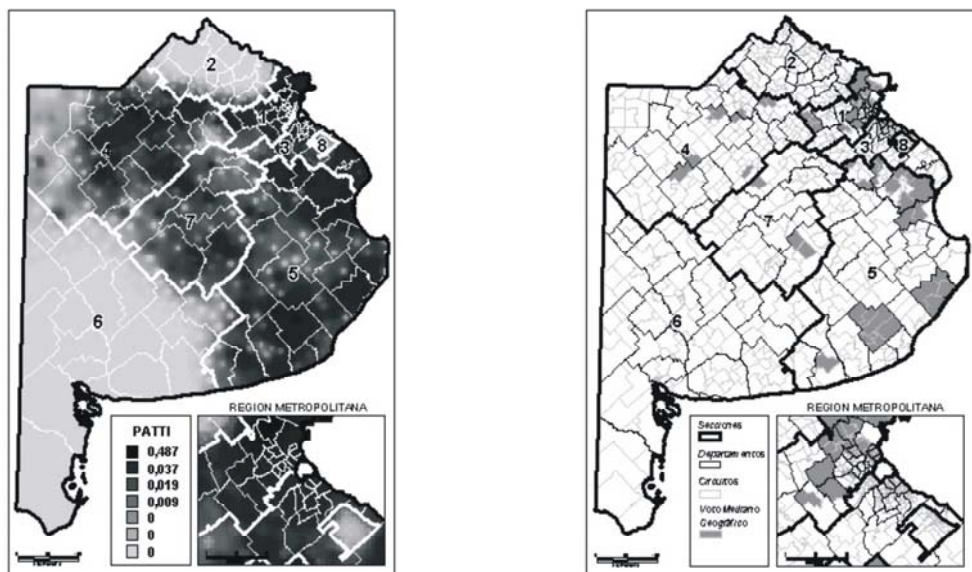 2
1
3
8
4
7
5
6
REGION METROPOLITANA
PATTI
0,487
0,037
0,019
0,009
0
0
0
2
1
3
8
4
7
5
6
REGION METROPOLITANA
Secciones
Departamentos
Circuitos
Voto Mediano
Geográfico